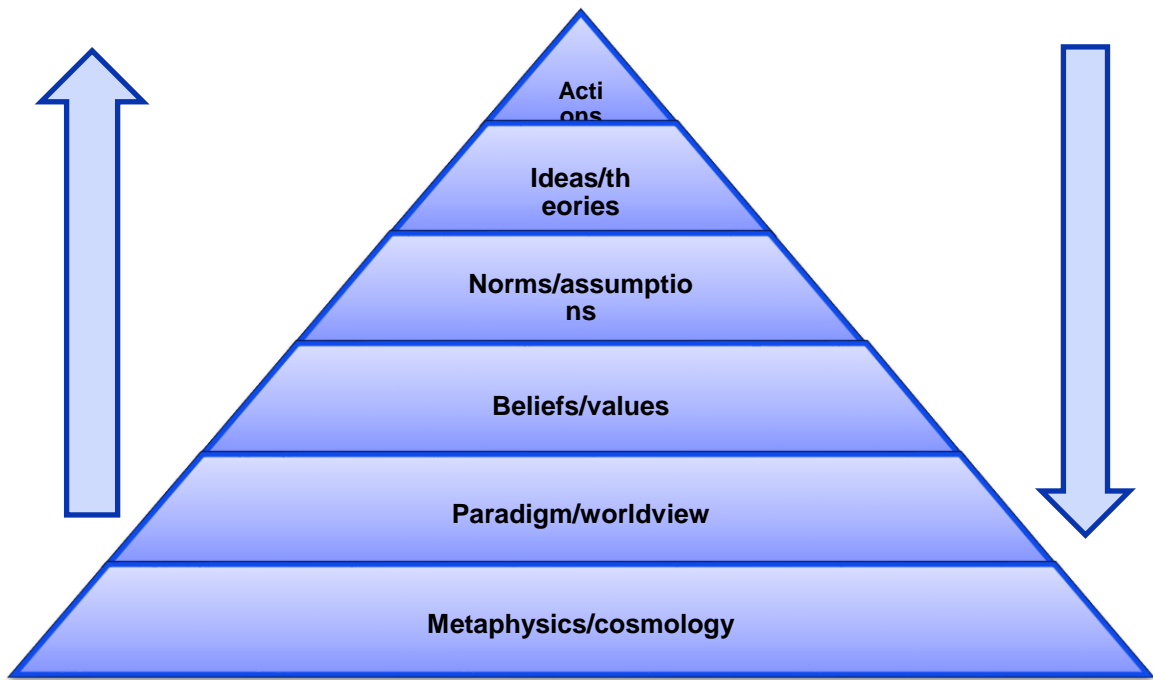 Acti
ons
Ideas/th
eories
Norms/assumptio
ns
Beliefs/values
Paradigm/worldview
Metaphysics/cosmology